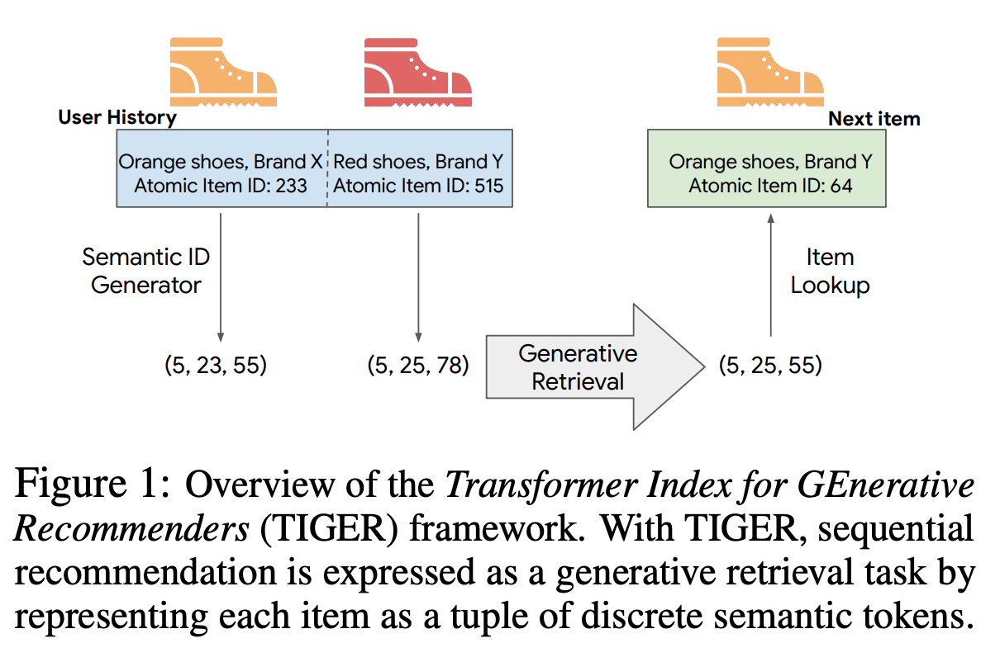 User History
Next item
Orange shoes, Brand X
Atomic Item ID: 233
Red shoes, Brand Y
Atomic Item ID: 515
Orange shoes, Brand Y
Atomic Item ID: 64
Semantic ID
Generator
Item
Lookup
(5, 23, 55)
(5, 25, 78)
Generative
Retrieval
(5, 25, 55)
Figure 1: Overview of the Transformer Index for GEnerative
Recommenders (TIGER) framework. With TIGER, sequential
recommendation is expressed as a generative retrieval task by
representing each item as a tuple of discrete semantic tokens.